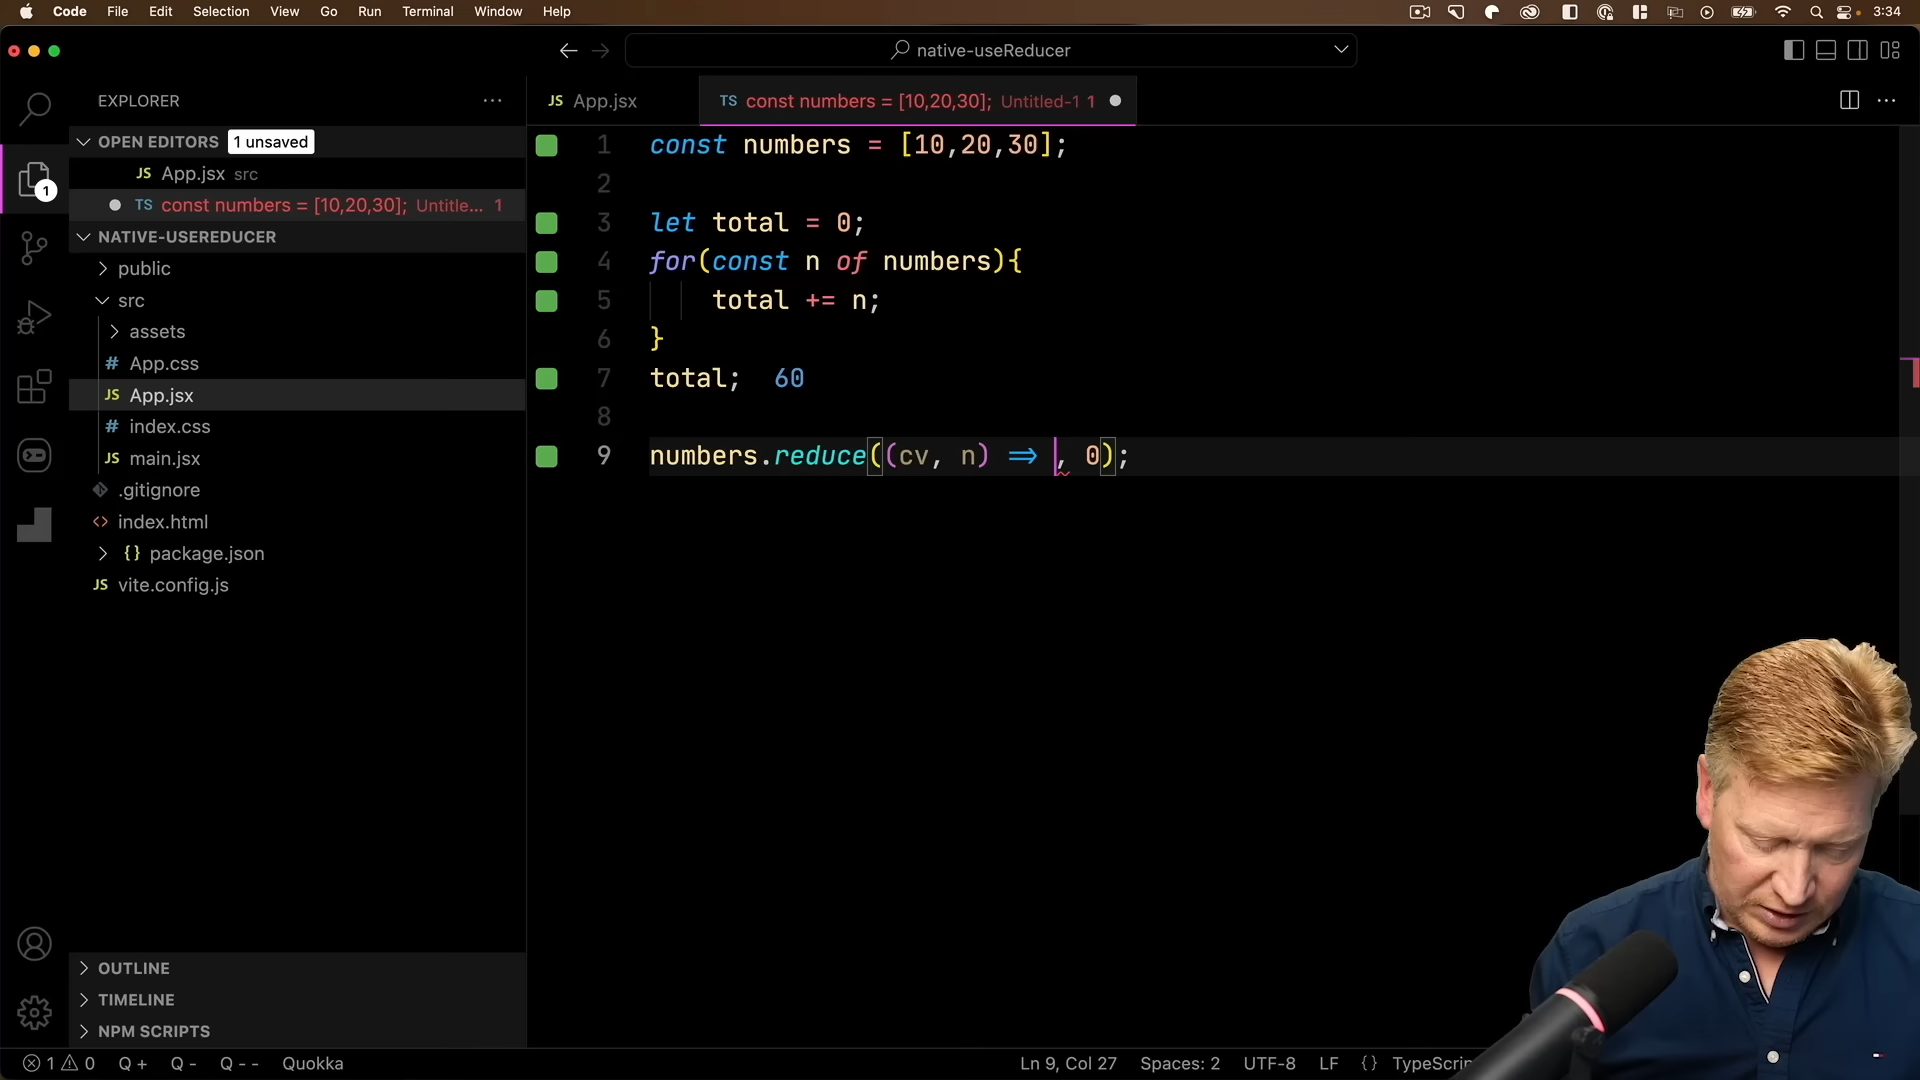 Code File Edit Selection View Go Run Terminal Window Help 3:34
native-useReducer
EXPLORER
JS App.jsx
TS const numbers = [10,20,30]; Untitled-1 1
OPEN EDITORS 1 unsaved
JS App.jsx src
TS const numbers = [10,20,30]; Untitle... 1
1
NATIVE-USEREDUCER
public
src
assets
# App.css
JS App.jsx
# index.css
JS main.jsx
.gitignore
<> index.html
{} package.json
JS vite.config.js
1 const numbers = [10,20,30];
2
3 let total = 0;
4 for(const n of numbers){
5 total += n;
6 }
7 total; 60
8
9 numbers.reduce((cv, n) => , 0);
OUTLINE
TIMELINE
NPM SCRIPTS
1 0 Q + Q - Q - - Quokka Ln 9, Col 27 Spaces: 2 UTF-8 LF {} TypeScrip